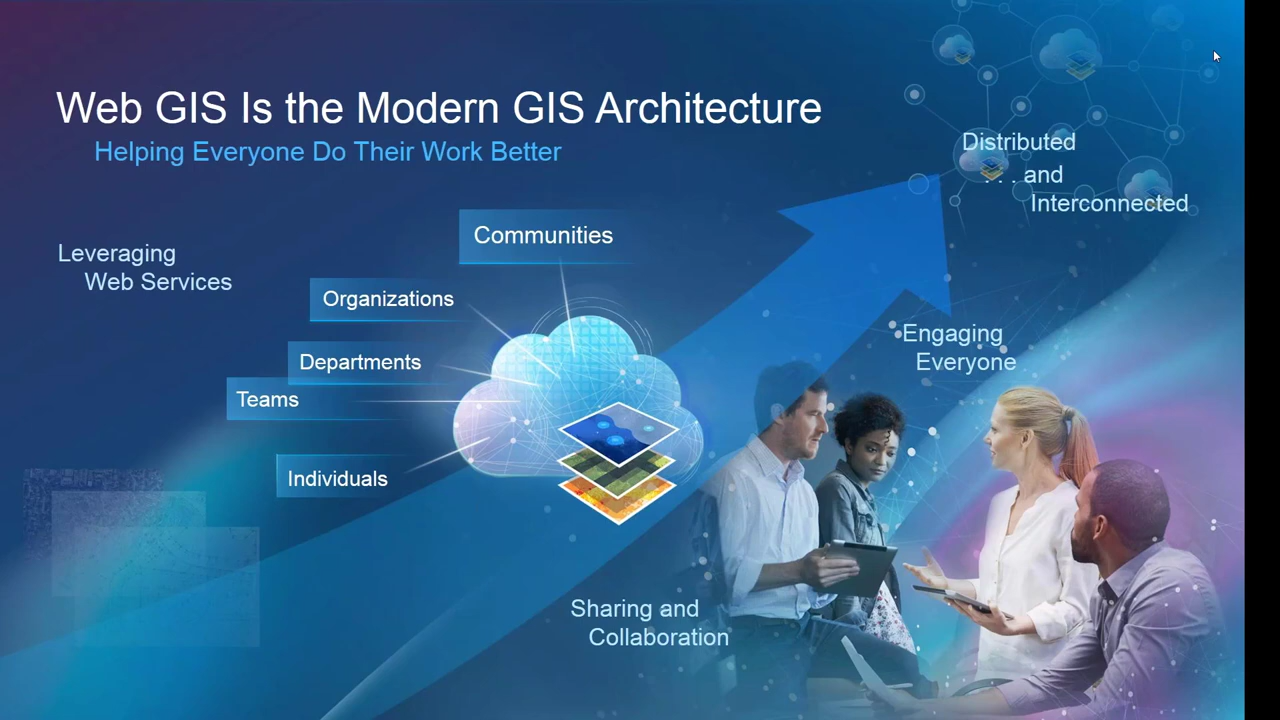 Web GIS Is the Modern GIS Architecture
Helping Everyone Do Their Work Better
Distributed
. . . and
Interconnected
Communities
Leveraging
Web Services
Organizations
Engaging
Everyone
Departments
Teams
Individuals
Sharing and
Collaboration